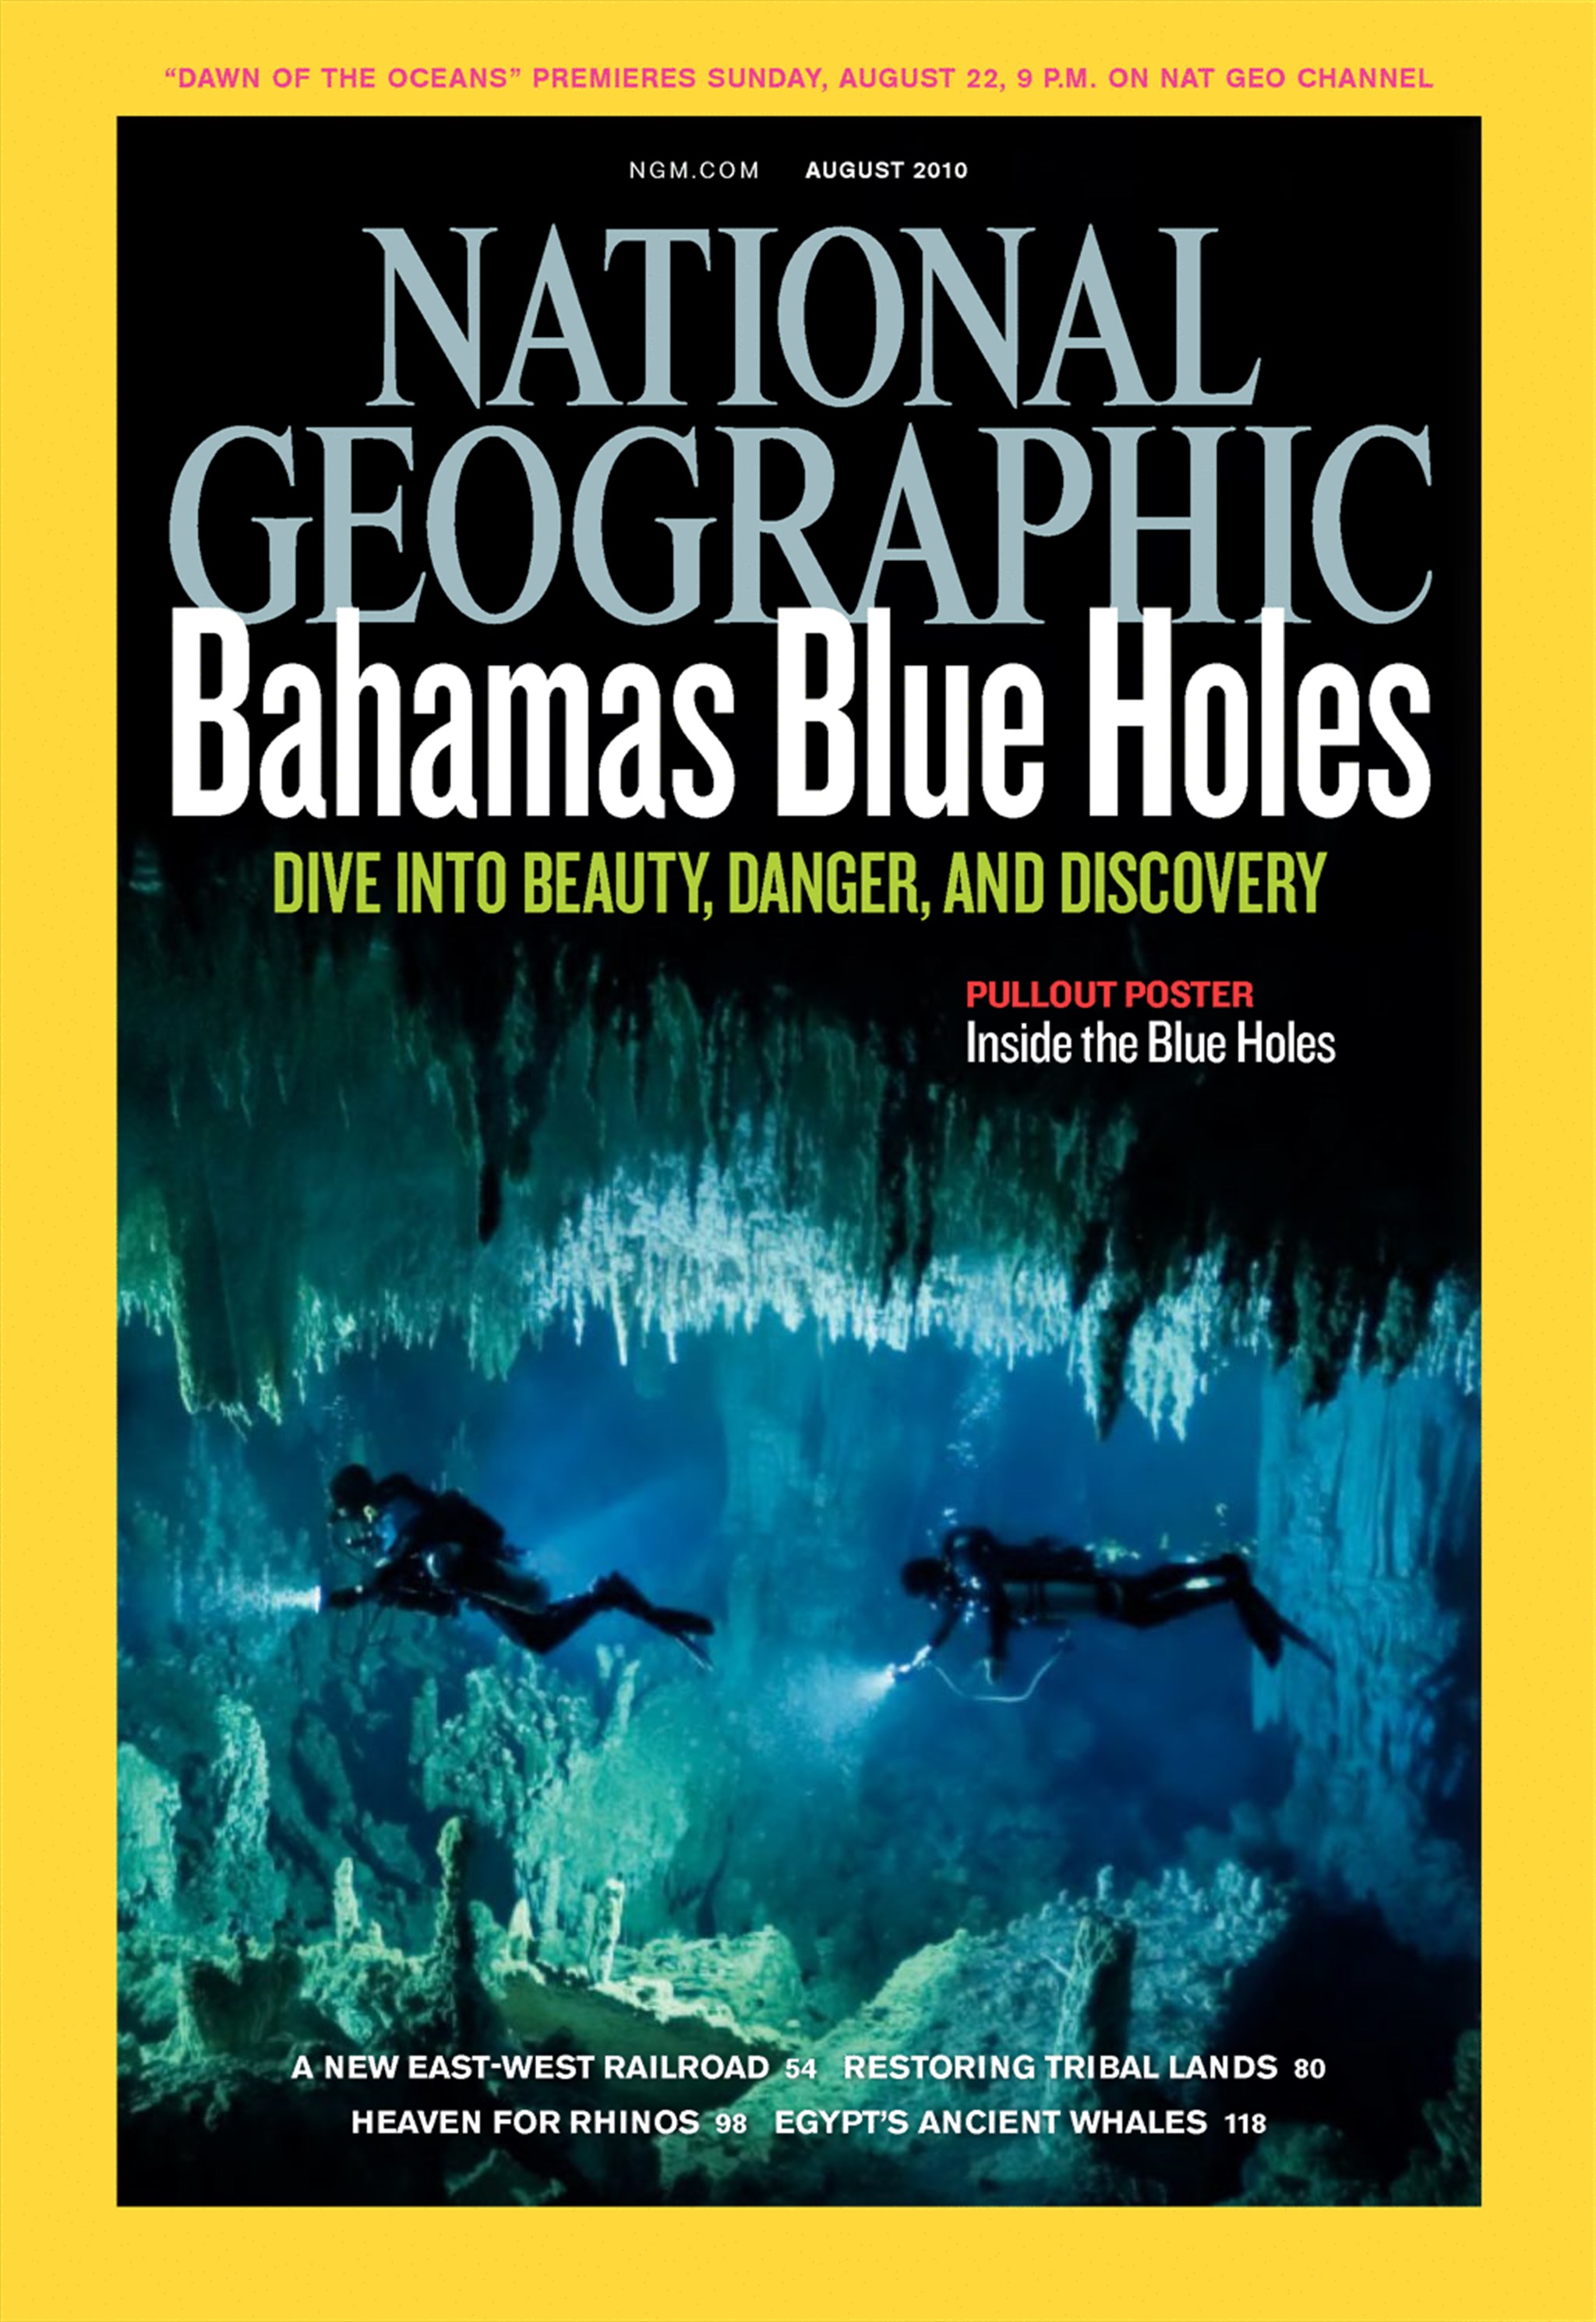 “DAWN OF THE OCEANS” PREMIERES SUNDAY, AUGUST 22, 9 P.M. ON NAT GEO CHANNEL
NGM.COM AUGUST 2010
NATIONAL
GEOGRAPHIC
Bahamas Blue Holes
DIVE INTO BEAUTY, DANGER, AND DISCOVERY
PULLOUT POSTER
Inside the Blue Holes
A NEW EAST-WEST RAILROAD 54 RESTORING TRIBAL LANDS 80
HEAVEN FOR RHINOS 98 EGYPT’S ANCIENT WHALES 118